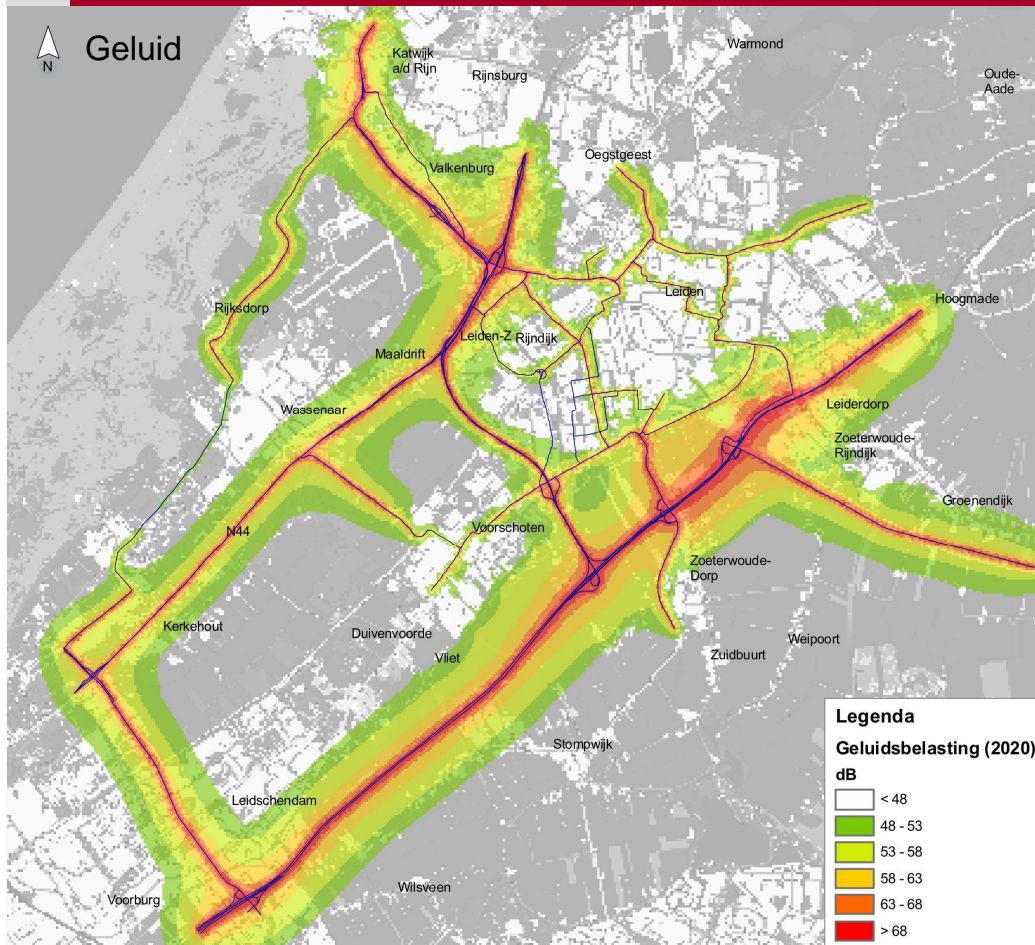 N
Geluid
Katwijk
a/d Rijn
Rijnsburg
Warmond
Oude-
Aade
Valkenburg
Oegstgeest
Rijksdorp
Leiden
Hoogmade
Maaldrift
Leiden-Z
Rijndijk
Wassenaar
Leiderdorp
Zoeterwoude-
Rijndijk
Groenendijk
N44
Voorschoten
Zoeterwoude-
Dorp
Kerkehout
Duivenvoorde
Vliet
Weipoort
Zuidbuurt
Stompwijk
Leidschendam
Wilsveen
Voorburg
Legenda
Geluidsbelasting (2020)
dB
< 48
48 - 53
53 - 58
58 - 63
63 - 68
> 68